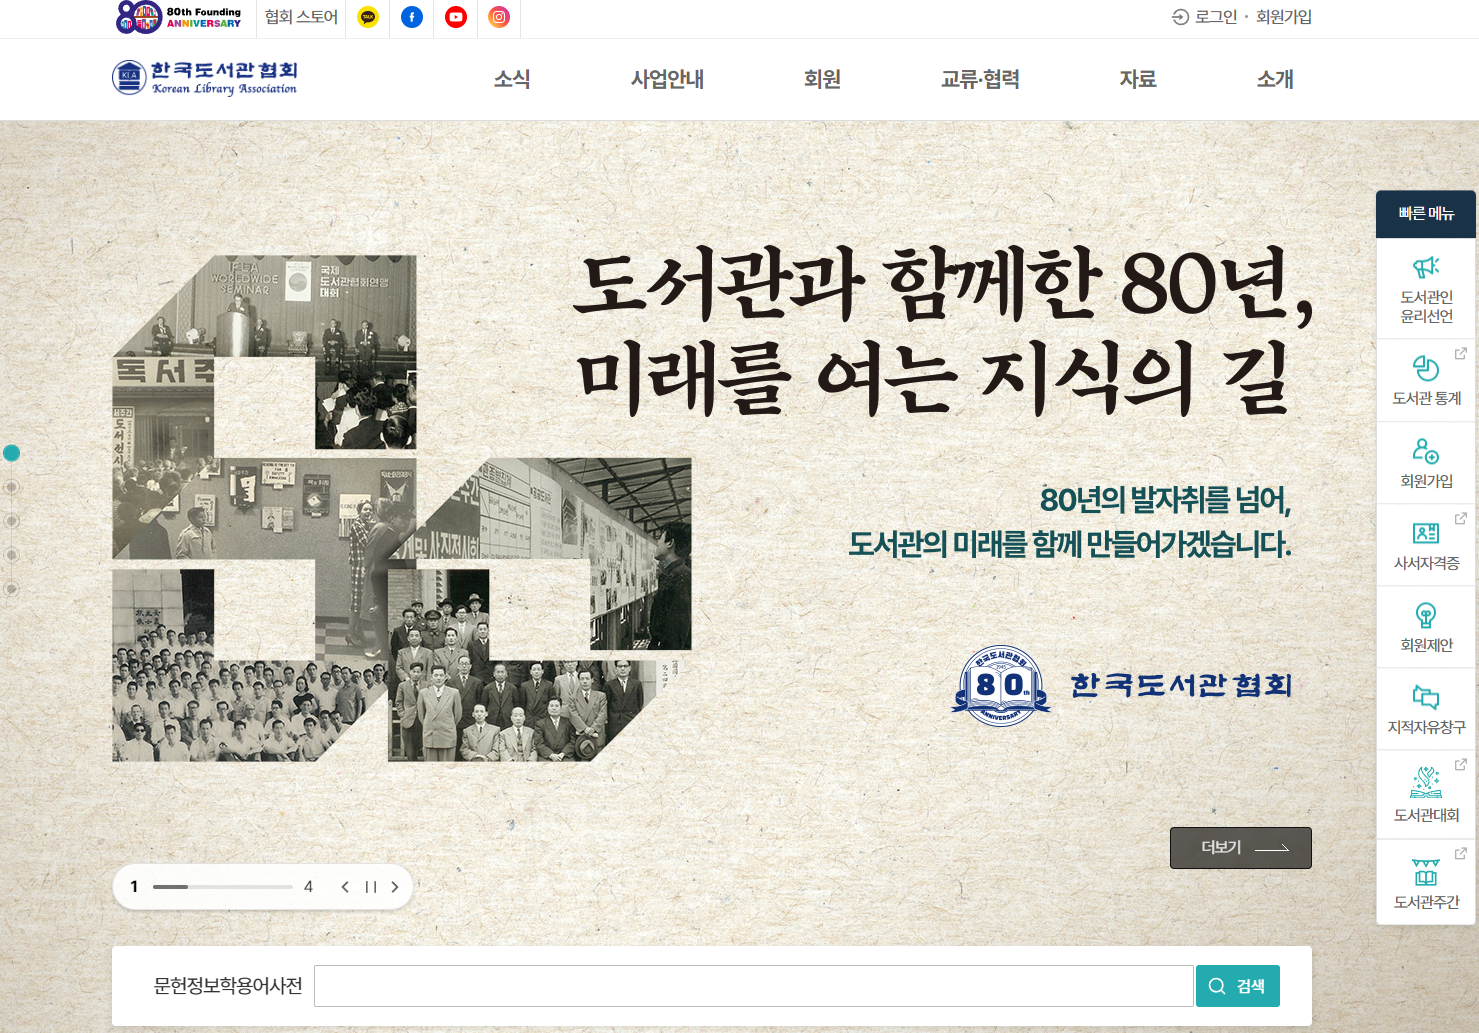 80th Founding
ANNIVERSARY
협회 스토어
TALK
로그인 · 회원가입
KLA
한국도서관협회
Korean Library Association
소식
사업안내
회원
교류·협력
자료
소개
도서관과 함께한 80년,
미래를 여는 지식의 길
80년의 발자취를 넘어,
도서관의 미래를 함께 만들어가겠습니다.
한국도서관협회
1945
80th
ANNIVERSARY
한국도서관협회
더보기
IFLA
WORLDWIDE
SEMINAR
국제
도서관협회연맹
대회
독서주
서주간
도서전시
빠른 메뉴
도서관인
윤리선언
도서관 통계
회원가입
사서자격증
회원제안
지적자유창구
도서관대회
도서관주간
1
4
문헌정보학용어사전
검색